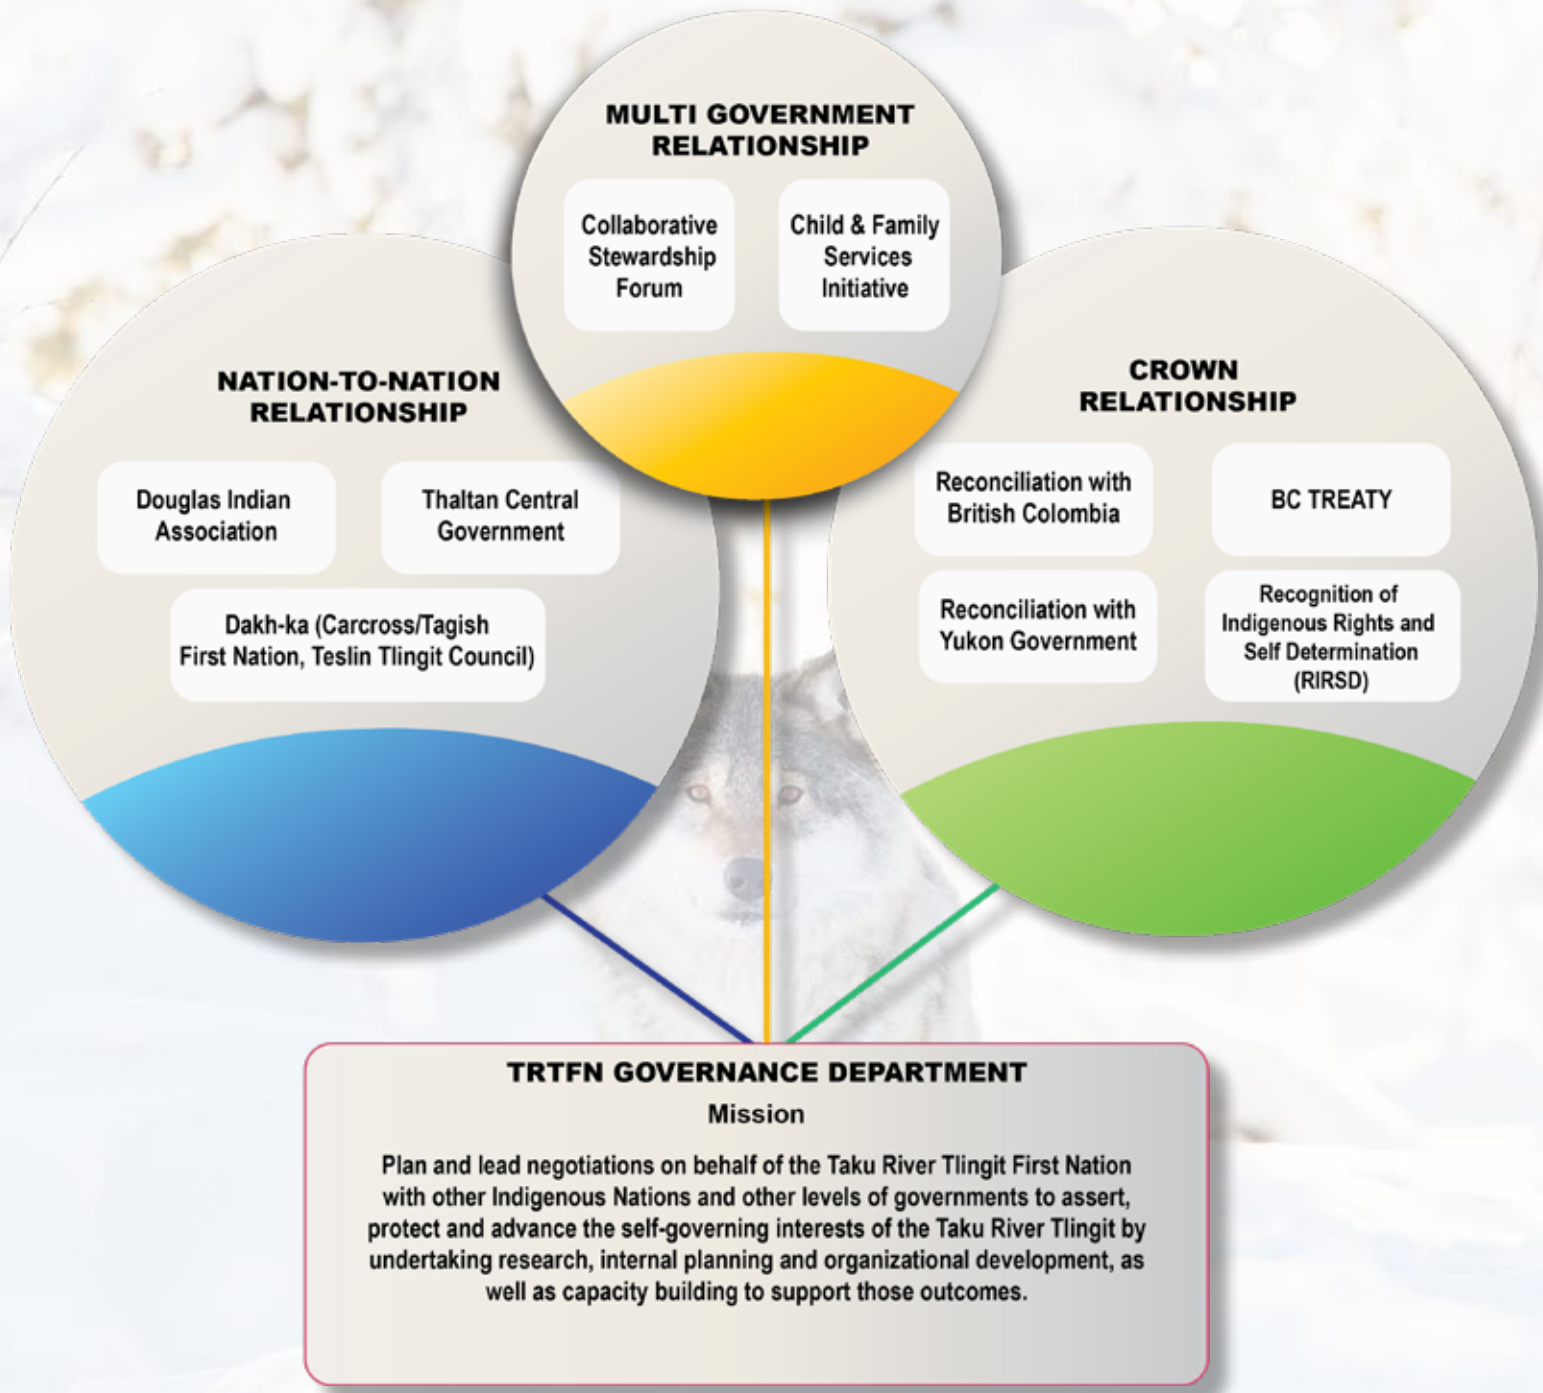 MULTI GOVERNMENT
RELATIONSHIP
Collaborative
Stewardship
Forum
Child & Family
Services
Initiative
NATION-TO-NATION
RELATIONSHIP
Douglas Indian
Association
Thaltan Central
Government
Dakh-ka (Carcross/Tagish
First Nation, Teslin Tlingit Council)
CROWN
RELATIONSHIP
Reconciliation with
British Colombia
BC TREATY
Reconciliation with
Yukon Government
Recognition of
Indigenous Rights and
Self Determination
(RIRSD)
TRTFN GOVERNANCE DEPARTMENT
Mission
Plan and lead negotiations on behalf of the Taku River Tlingit First Nation
with other Indigenous Nations and other levels of governments to assert,
protect and advance the self-governing interests of the Taku River Tlingit by
undertaking research, internal planning and organizational development, as
well as capacity building to support those outcomes.